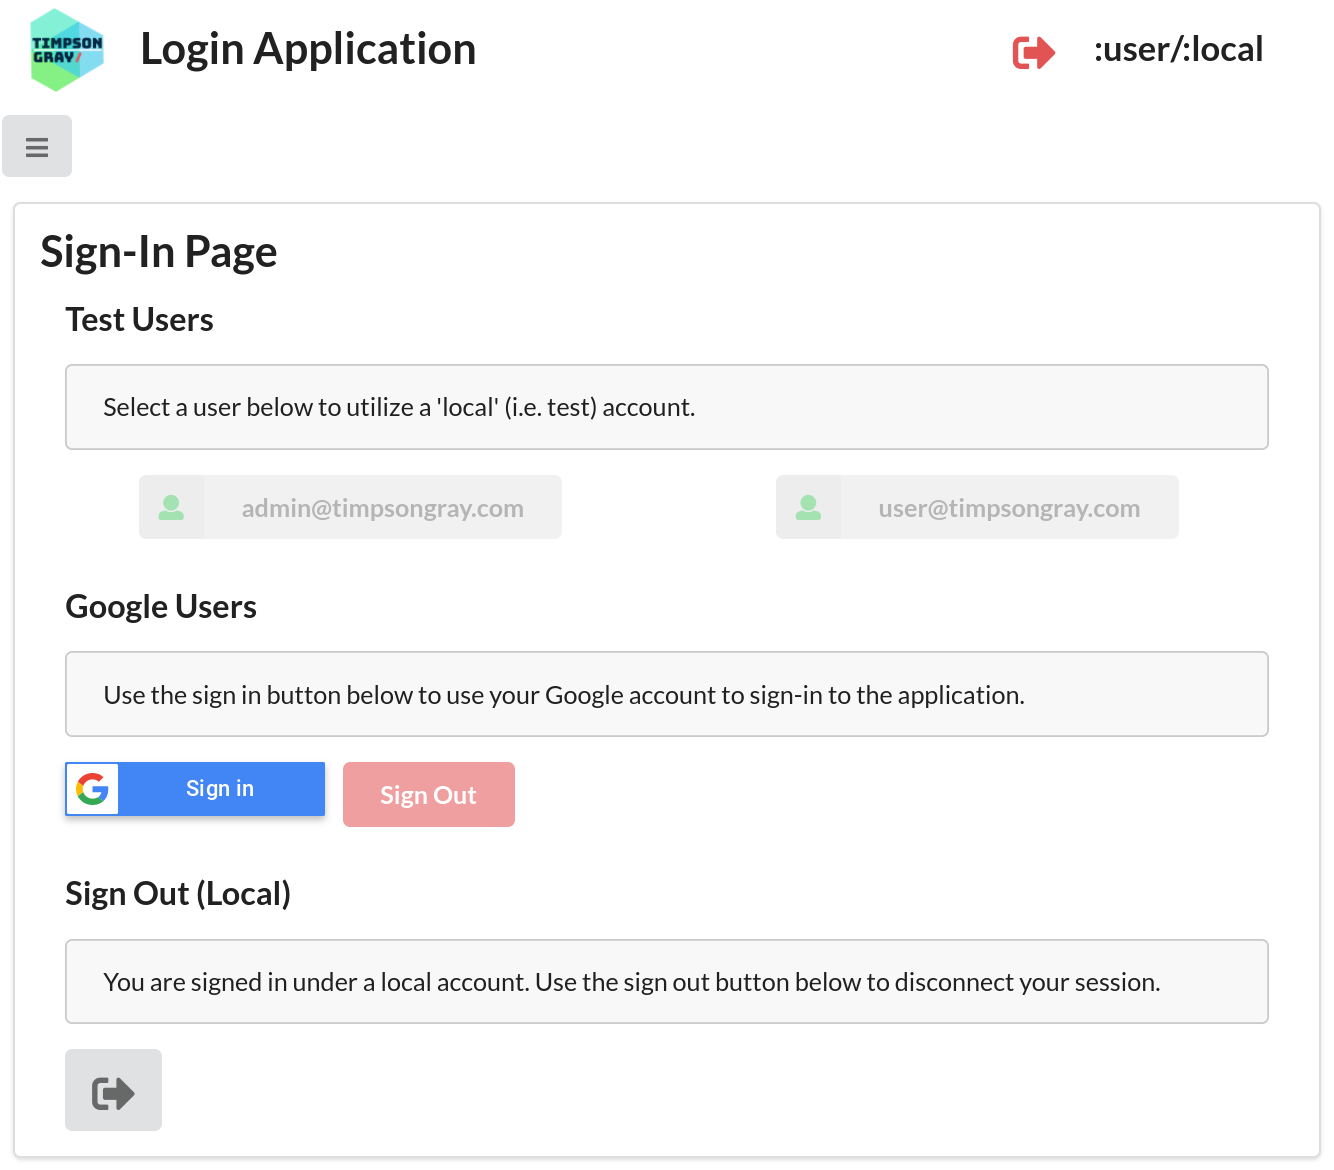 TIMPSON
GRAY/
Login Application
:user/:local
Sign-In Page
Test Users
Select a user below to utilize a 'local' (i.e. test) account.
admin@timpsongray.com
user@timpsongray.com
Google Users
Use the sign in button below to use your Google account to sign-in to the application.
Sign in
Sign Out
Sign Out (Local)
You are signed in under a local account. Use the sign out button below to disconnect your session.